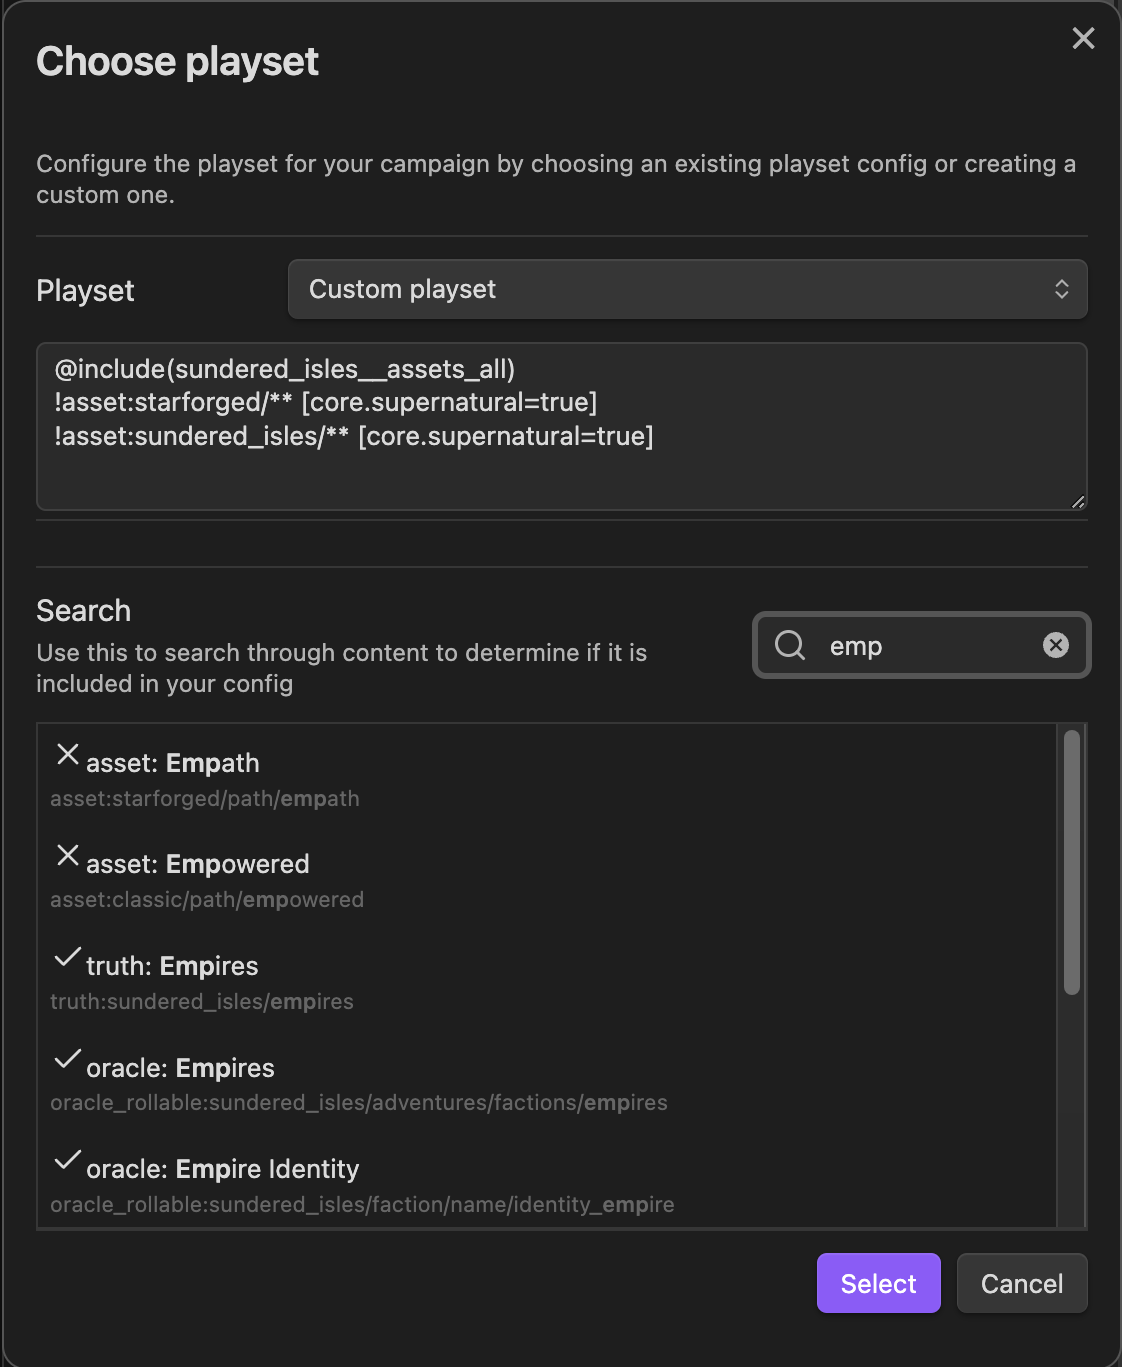 Choose playset
Configure the playset for your campaign by choosing an existing playset config or creating a
custom one.
Playset
Custom playset
@include(sundered_isles__assets_all)
!asset:starforged/** [core.supernatural=true]
!asset:sundered_isles/** [core.supernatural=true]
Search
Use this to search through content to determine if it is
included in your config
emp
asset: Empath
asset:starforged/path/empath
asset: Empowered
asset:classic/path/empowered
truth: Empires
truth:sundered_isles/empires
oracle: Empires
oracle_rollable:sundered_isles/adventures/factions/empires
oracle: Empire Identity
oracle_rollable:sundered_isles/faction/name/identity_empire
Select
Cancel